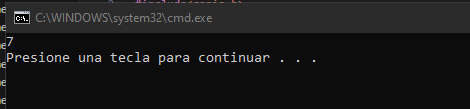 C:\WINDOWS\system32\cmd.exe
7
Presione una tecla para continuar . . .